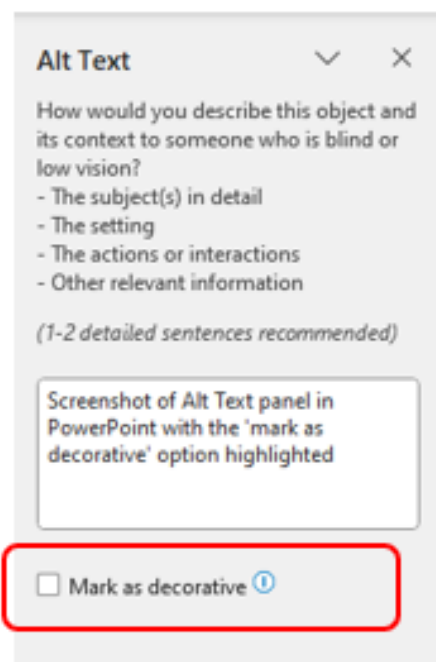 Alt Text
How would you describe this object and
its context to someone who is blind or
low vision?
- The subject(s) in detail
- The setting
- The actions or interactions
- Other relevant information
(1-2 detailed sentences recommended)
Screenshot of Alt Text panel in
PowerPoint with the 'mark as
decorative' option highlighted
Mark as decorative